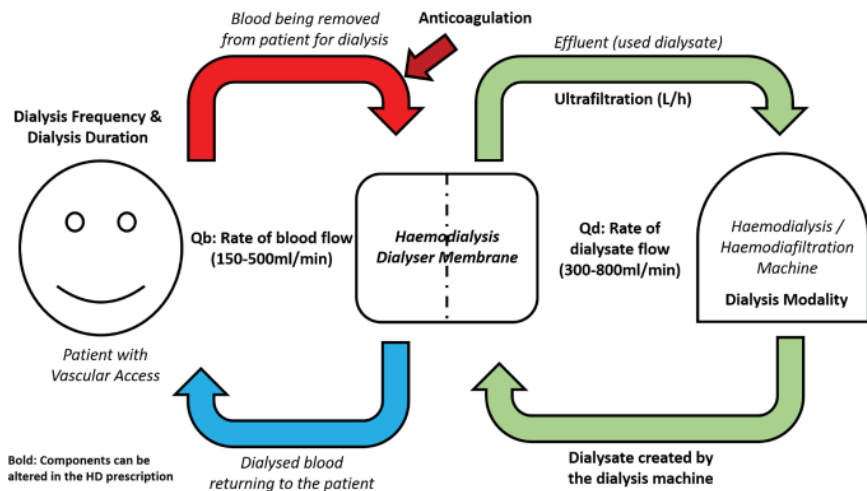 Blood being removed
from patient for dialysis
Anticoagulation
Effluent (used dialysate)
Ultrafiltration (L/h)
Dialysis Frequency &
Dialysis Duration
Qb: Rate of blood flow
(150-500ml/min)
Haemodialysis
Dialyser Membrane
Qd: Rate of
dialysate flow
(300-800ml/min)
Haemodialysis /
Haemodiafiltration
Machine
Dialysis Modality
Patient with
Vascular Access
Bold: Components can be
altered in the HD prescription
Dialysed blood
returning to the patient
Dialysate created by
the dialysis machine